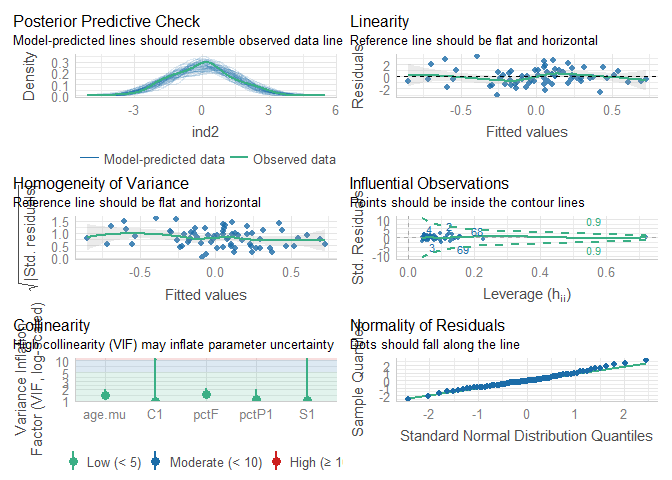 Posterior Predictive Check
Model-predicted lines should resemble observed data line
Density
0.3
0.2
0.1
0.0
-3
0
3
6
ind2
Model-predicted data
Observed data
Linearity
Reference line should be flat and horizontal
Residuals
2
0
-2
-0.5
0.0
0.5
Fitted values
Homogeneity of Variance
Reference line should be flat and horizontal
√|Std. residuals|
1.5
1.0
0.5
0.0
-0.5
0.0
0.5
Fitted values
Influential Observations
Points should be inside the contour lines
Std. Residuals
10
5
0
-5
-10
4
2
68
3
69
0.9
0.9
0.0
0.2
0.4
0.6
Leverage (hii)
Collinearity
High collinearity (VIF) may inflate parameter uncertainty
Variance Inflation
Factor (VIF, log-scaled)
10
5
3
2
1
age.mu
C1
pctF
pctP1
S1
Low (< 5)
Moderate (< 10)
High (≥ 1
Normality of Residuals
Dots should fall along the line
Sample Quantiles
2
1
0
-1
-2
-2
-1
0
1
2
Standard Normal Distribution Quantiles